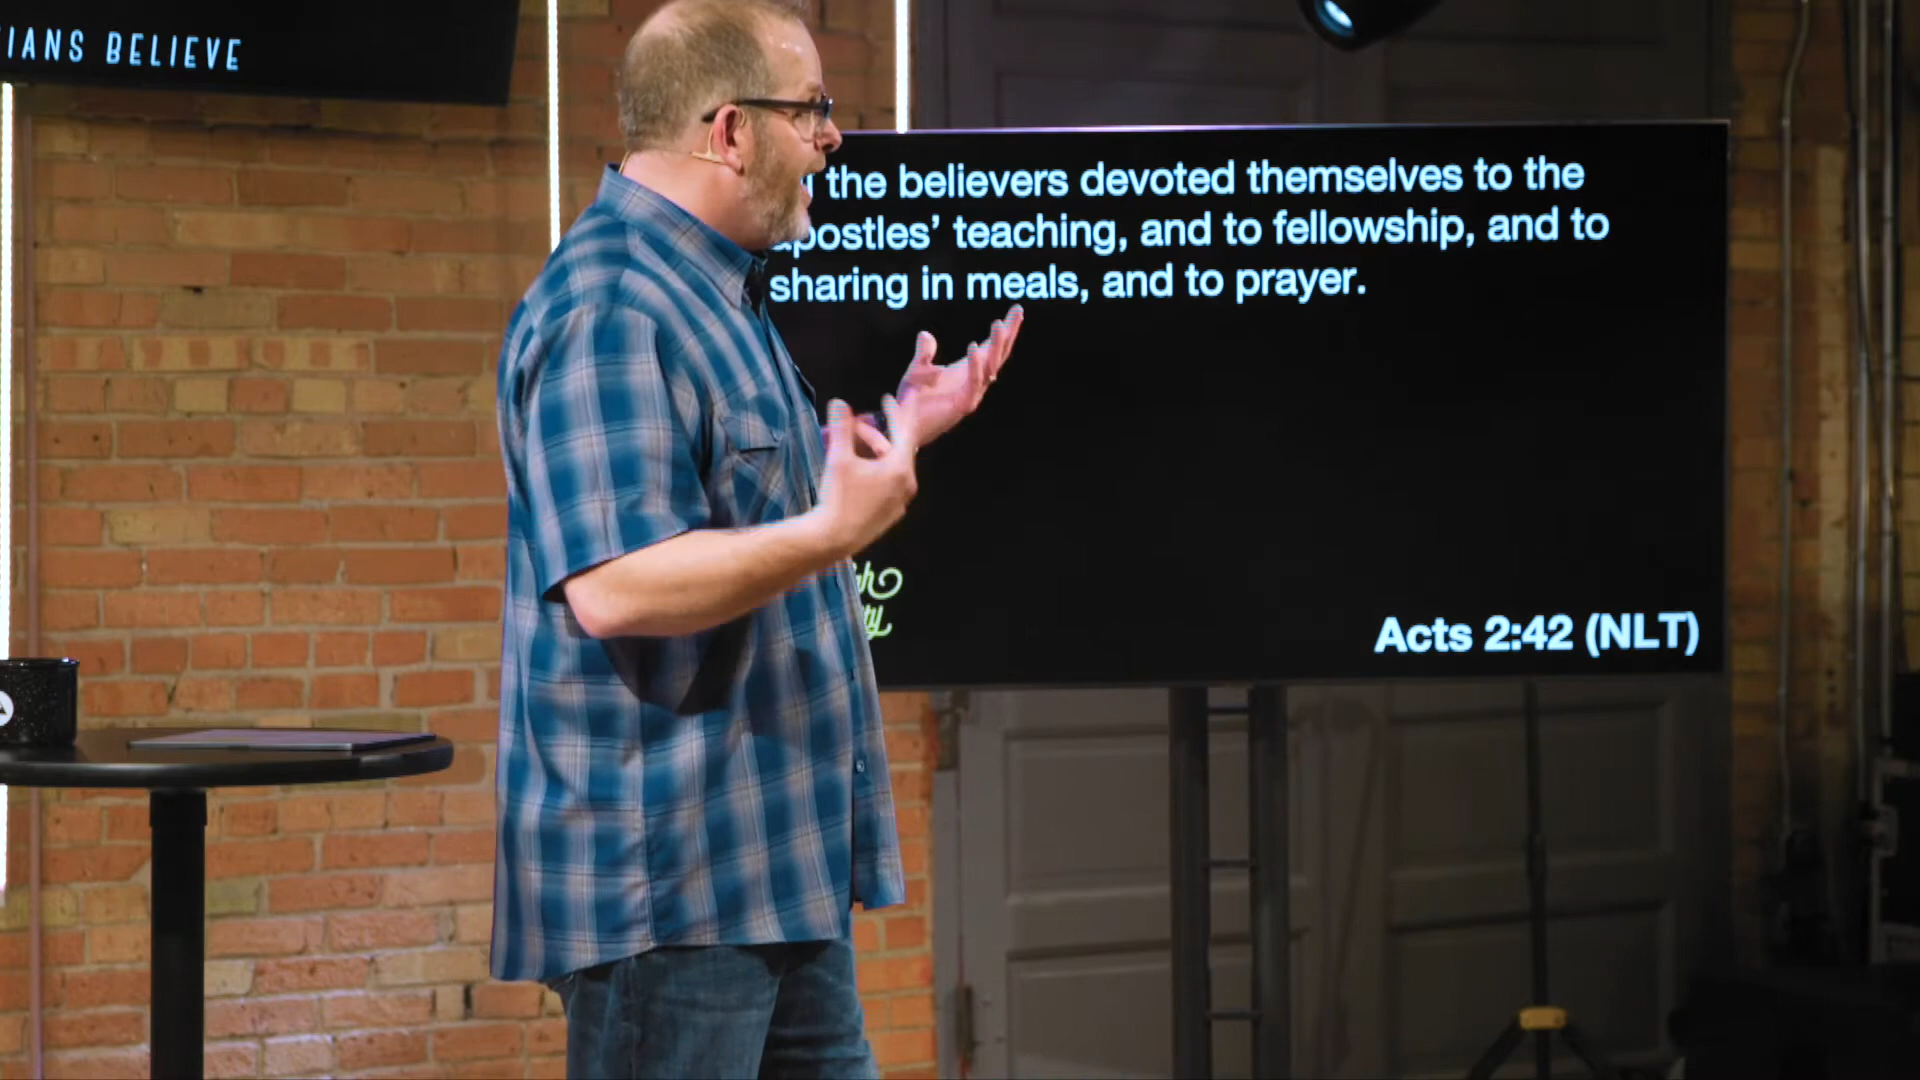 IANS BELIEVE
the believers devoted themselves to the
apostles’ teaching, and to fellowship, and to
sharing in meals, and to prayer.
Acts 2:42 (NLT)